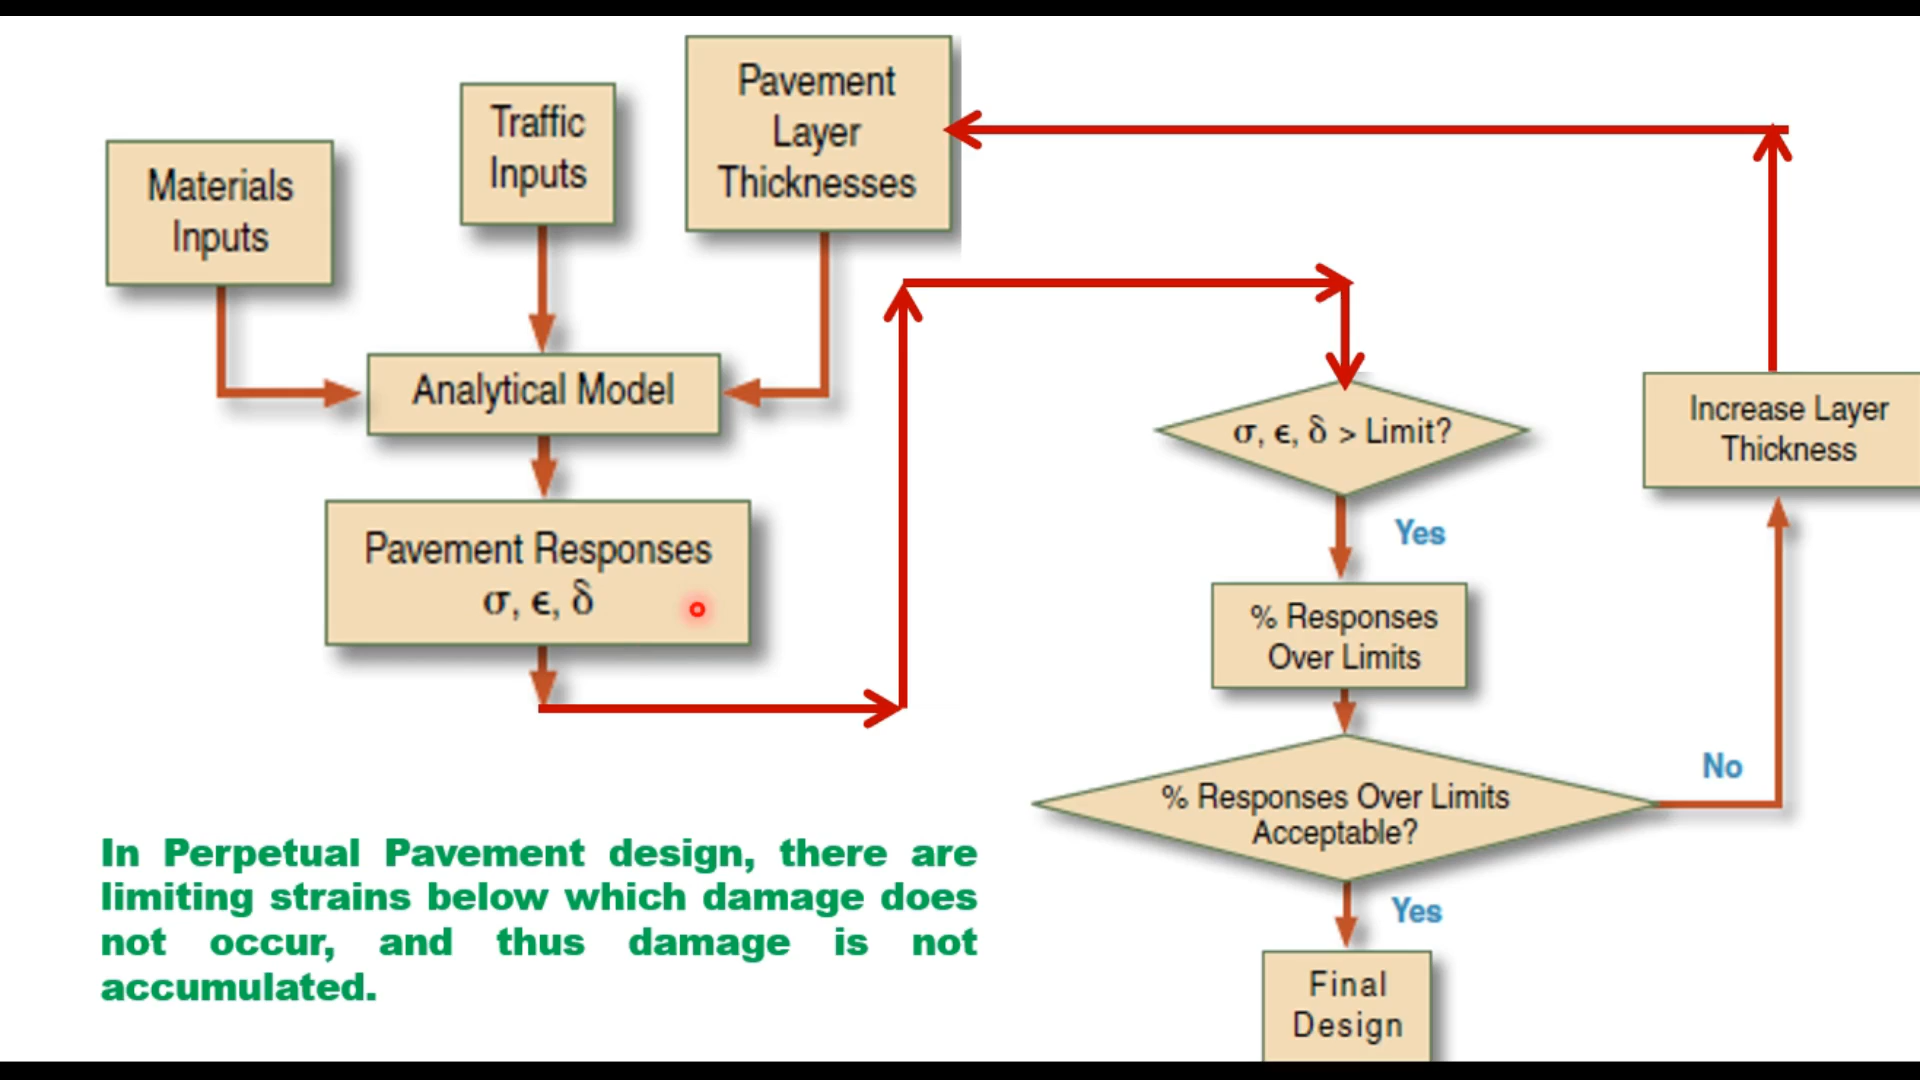 Materials
Inputs
Traffic
Inputs
Pavement
Layer
Thicknesses
Analytical Model
Pavement Responses
σ, ϵ, δ
σ, ϵ, δ > Limit?
Yes
% Responses
Over Limits
% Responses Over Limits
Acceptable?
No
Increase Layer
Thickness
Yes
Final
Design
In Perpetual Pavement design, there are
limiting strains below which damage does
not occur, and thus damage is not
accumulated.